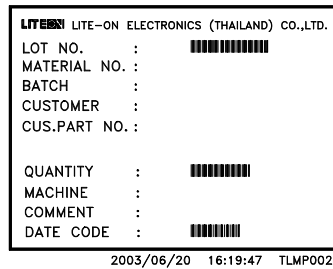 LITEON LITE-ON ELECTRONICS (THAILAND) CO.,LTD.
LOT NO. :
MATERIAL NO. :
BATCH :
CUSTOMER :
CUS.PART NO. :
QUANTITY :
MACHINE :
COMMENT :
DATE CODE :
2003/06/20 16:19:47 TLMP002